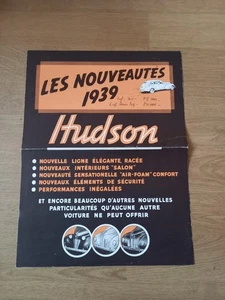 LES NOUVEAUTÉS
1939
Hudson
• NOUVELLE LIGNE ÉLÉGANTE, RACÉE
• NOUVEAUX INTÉRIEURS "SALON"
• NOUVEAUTÉ SENSATIONELLE "AIR-FOAM" CONFORT
• NOUVEAUX ÉLÉMENTS DE SÉCURITÉ
• PERFORMANCES INÉGALÉES
ET ENCORE BEAUCOUP D'AUTRES NOUVELLES
PARTICULARITÉS QU'AUCUNE AUTRE
VOITURE NE PEUT OFFRIR